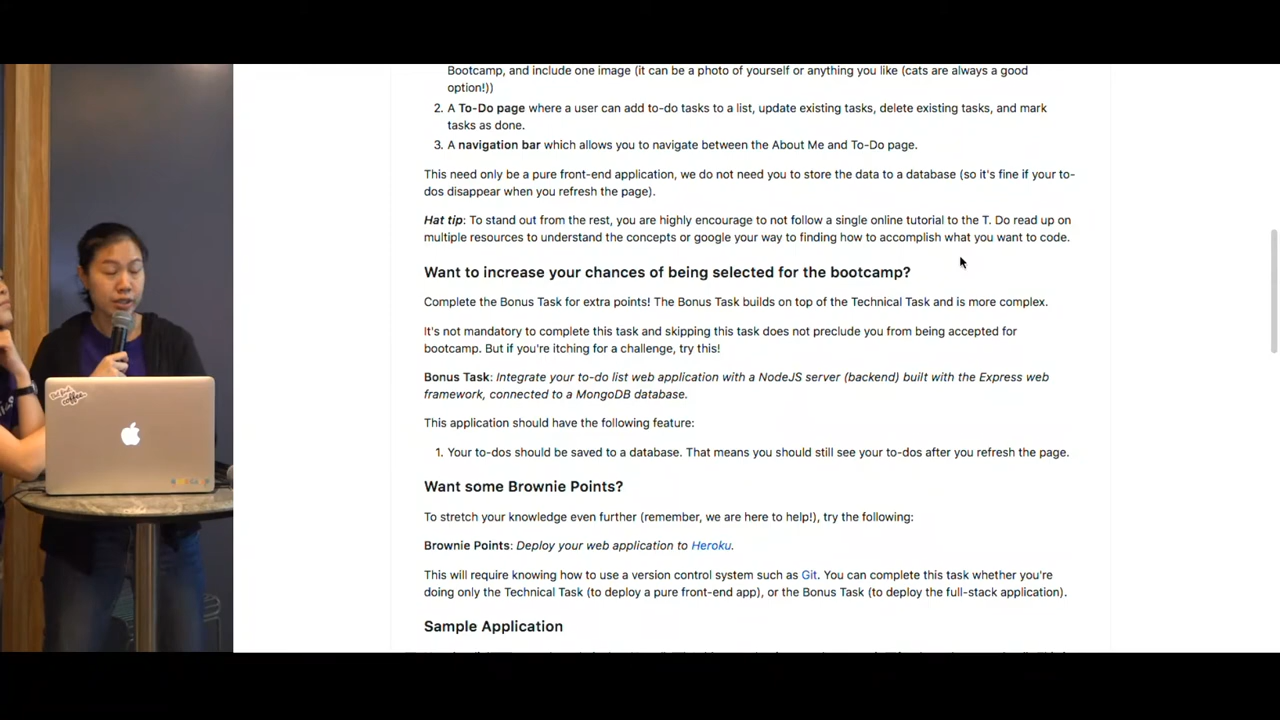 Bootcamp, and include one image (it can be a photo of yourself or anything you like (cats are always a good
option!))
2. A To-Do page where a user can add to-do tasks to a list, update existing tasks, delete existing tasks, and mark
tasks as done.
3. A navigation bar which allows you to navigate between the About Me and To-Do page.
This need only be a pure front-end application, we do not need you to store the data to a database (so it's fine if your to-
dos disappear when you refresh the page).
Hat tip: To stand out from the rest, you are highly encourage to not follow a single online tutorial to the T. Do read up on
multiple resources to understand the concepts or google your way to finding how to accomplish what you want to code.
Want to increase your chances of being selected for the bootcamp?
Complete the Bonus Task for extra points! The Bonus Task builds on top of the Technical Task and is more complex.
It's not mandatory to complete this task and skipping this task does not preclude you from being accepted for
bootcamp. But if you're itching for a challenge, try this!
Bonus Task: Integrate your to-do list web application with a NodeJS server (backend) built with the Express web
framework, connected to a MongoDB database.
This application should have the following feature:
1. Your to-dos should be saved to a database. That means you should still see your to-dos after you refresh the page.
Want some Brownie Points?
To stretch your knowledge even further (remember, we are here to help!), try the following:
Brownie Points: Deploy your web application to Heroku.
This will require knowing how to use a version control system such as Git. You can complete this task whether you're
doing only the Technical Task (to deploy a pure front-end app), or the Bonus Task (to deploy the full-stack application).
Sample Application